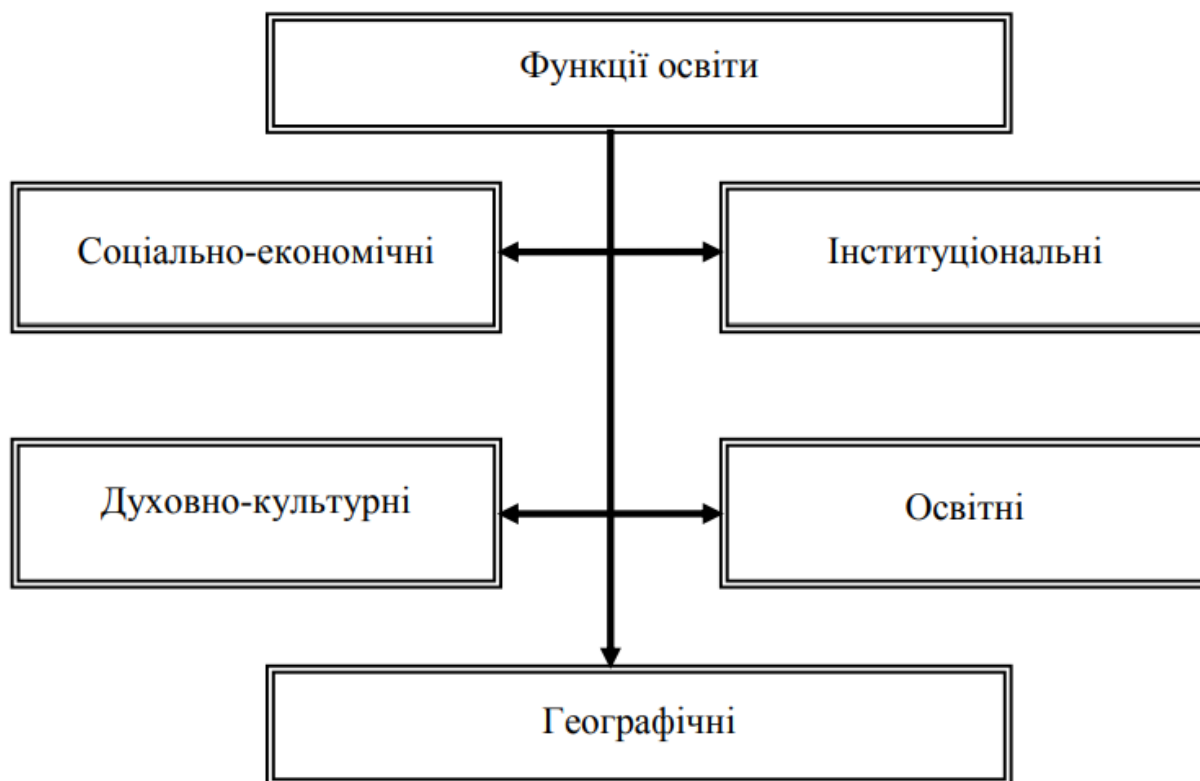 Функції освіти
Соціально-економічні
Інституціональні
Духовно-культурні
Освітні
Географічні